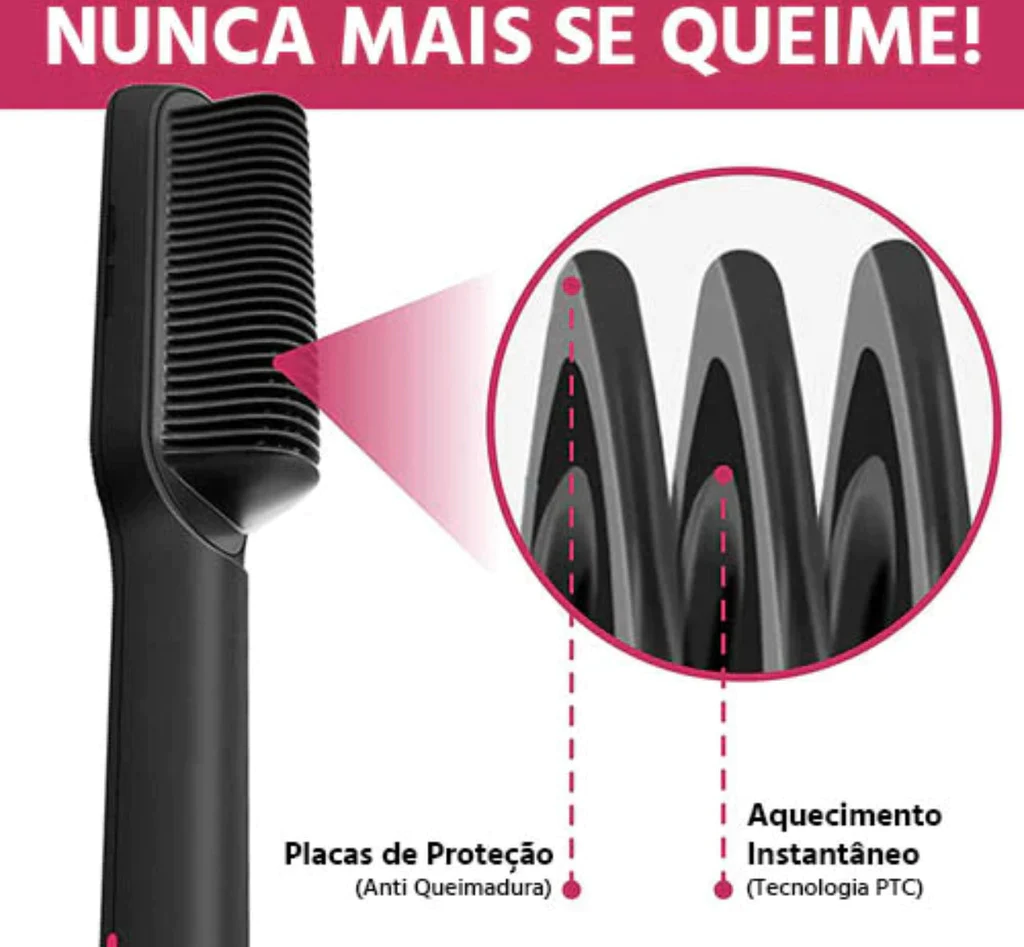 NUNCA MAIS SE QUEIME!
Placas de Proteção
(Anti Queimadura)
Aquecimento
Instantâneo
(Tecnologia PTC)